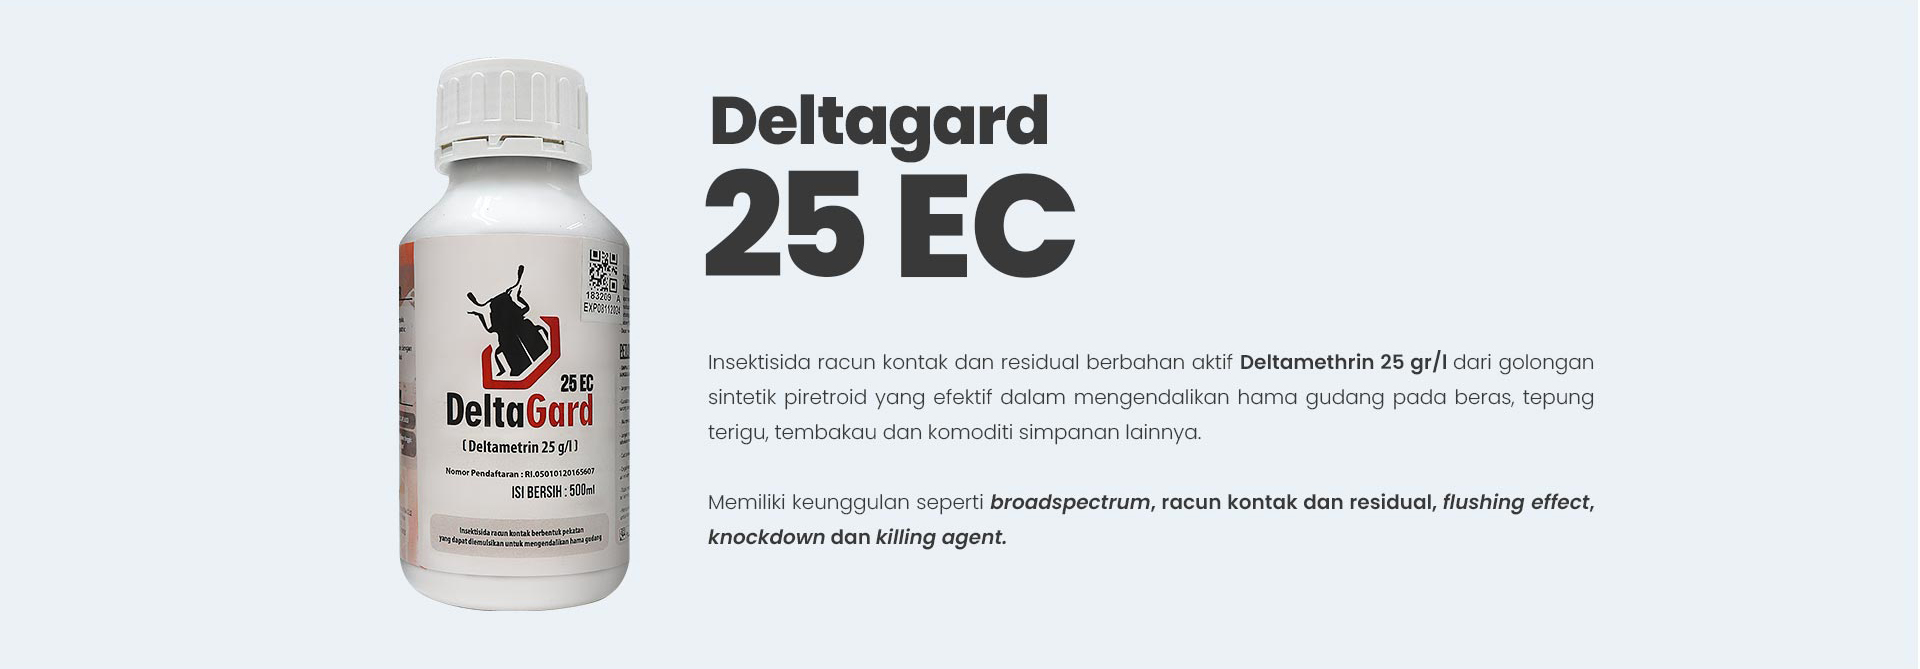 Deltagard
25 EC
Insektisida racun kontak dan residual berbahan aktif Deltamethrin 25 gr/l dari golongan
sintetik piretroid yang efektif dalam mengendalikan hama gudang pada beras, tepung
terigu, tembakau dan komoditi simpanan lainnya.
Memiliki keunggulan seperti broadspectrum, racun kontak dan residual, flushing effect,
knockdown dan killing agent.
183209 A
EXP08112024
25 EC
DeltaGard
( Deltametrin 25 g/l )
Nomor Pendaftaran : RI.05010120165607
ISI BERSIH : 500ml
Insektisida racun kontak berbentuk pekatan
yang dapat diemulsikan untuk mengendalikan hama gudang